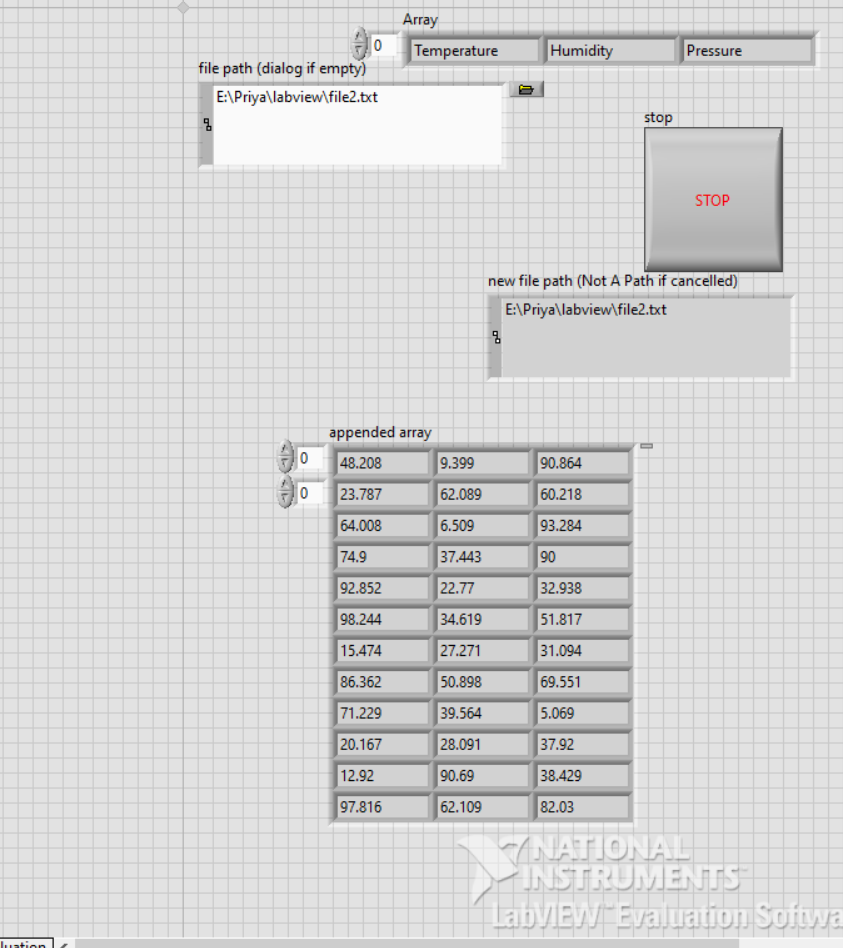 Array
0
Temperature Humidity Pressure
file path (dialog if empty)
E:\Priya\labview\file2.txt
stop
STOP
new file path (Not A Path if cancelled)
E:\Priya\labview\file2.txt
appended array
0
0
48.208 9.399 90.864
23.787 62.089 60.218
64.008 6.509 93.284
74.9 37.443 90
92.852 22.77 32.938
98.244 34.619 51.817
15.474 27.271 31.094
86.362 50.898 69.551
71.229 39.564 5.069
20.167 28.091 37.92
12.92 90.69 38.429
97.816 62.109 82.03
NATIONAL
INSTRUMENTS™
LabVIEW™ Evaluation Softwa
luation